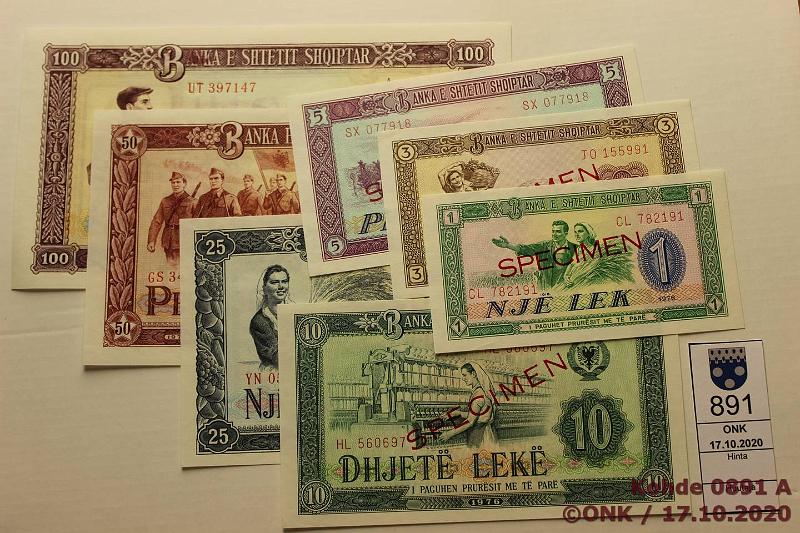 100 BANKA E SHTETIT SHQIPTAR 100
UT 397147
100
50 BANKA E
GS 34
50
25
YN 0
25
5 BANKA E SHTETIT SHQIPTAR 5
SX 077918
SX 077918
5
3 BANKA E SHTETIT SHQIPTAR 3
TO 155991
3
1 BANKA E SHTETIT SHQIPTAR 1
CL 782191
SPECIMEN
1
CL 782191
NJË LEK
1976
1 I PAGUHET PRURËSIT ME TË PARË 1
10 BANKA
SPECIMEN
HL 560697
10
DHJETË LEKË
I PAGUHEN PRURËSIT ME TË PARË
10 1976
891
ONK
17.10.2020
Hinta
Kohde 0891 A
©ONK / 17.10.2020